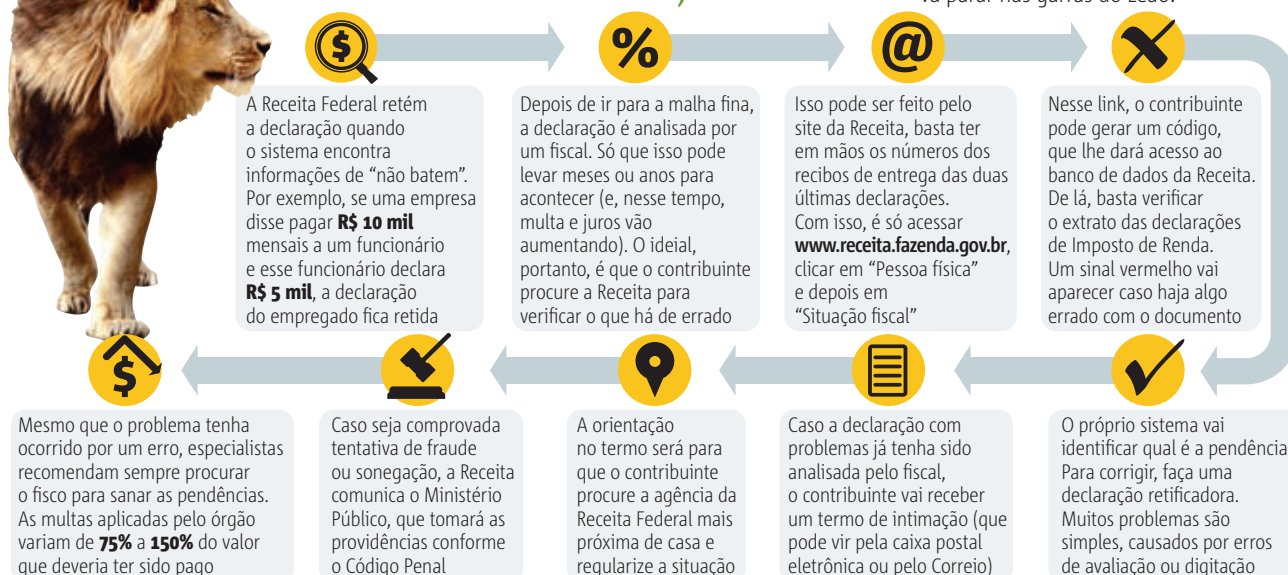 vá parar nas garras do Leão.
$
%
@
A Receita Federal retém
a declaração quando
o sistema encontra
informações de “não batem”.
Por exemplo, se uma empresa
disse pagar R$ 10 mil
mensais a um funcionário
e esse funcionário declara
R$ 5 mil, a declaração
do empregado fica retida
Depois de ir para a malha fina,
a declaração é analisada por
um fiscal. Só que isso pode
levar meses ou anos para
acontecer (e, nesse tempo,
multa e juros vão
aumentando). O ideal,
portanto, é que o contribuinte
procure a Receita para
verificar o que há de errado
Isso pode ser feito pelo
site da Receita, basta ter
em mãos os números dos
recibos de entrega das duas
últimas declarações.
Com isso, é só acessar
www.receita.fazenda.gov.br,
clicar em “Pessoa física”
e depois em
“Situação fiscal”
Nesse link, o contribuinte
pode gerar um código,
que lhe dará acesso ao
banco de dados da Receita.
De lá, basta verificar
o extrato das declarações
de Imposto de Renda.
Um sinal vermelho vai
aparecer caso haja algo
errado com o documento
O próprio sistema vai
identificar qual é a pendência
Para corrigir, faça uma
declaração retificadora.
Muitos problemas são
simples, causados por erros
de avaliação ou digitação
Caso a declaração com
problemas já tenha sido
analisada pelo fiscal,
o contribuinte vai receber
um termo de intimação (que
pode vir pela caixa postal
eletrônica ou pelo Correio)
A orientação
no termo será para
que o contribuinte
procure a agência da
Receita Federal mais
próxima de casa e
regularize a situação
Caso seja comprovada
tentativa de fraude
ou sonegação, a Receita
comunica o Ministério
Público, que tomará as
providências conforme
o Código Penal
$
Mesmo que o problema tenha
ocorrido por um erro, especialistas
recomendam sempre procurar
o fisco para sanar as pendências.
As multas aplicadas pelo órgão
variam de 75% a 150% do valor
que deveria ter sido pago